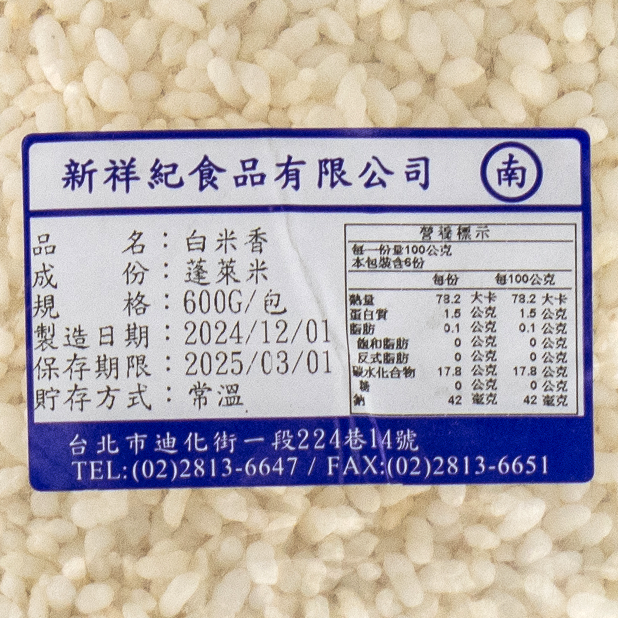 新祥紀食品有限公司 南
品名：白米香
成份：蓬萊米
規格：600G/包
製造日期：2024/12/01
保存期限：2025/03/01
貯存方式：常溫
營養標示
每一份量100公克
本包裝含6份
每份 每100公克
熱量 78.2 大卡 78.2 大卡
蛋白質 1.5 公克 1.5 公克
脂肪 0.1 公克 0.1 公克
飽和脂肪 0 公克 0 公克
反式脂肪 0 公克 0 公克
碳水化合物 17.8 公克 17.8 公克
糖 0 公克 0 公克
鈉 42 毫克 42 毫克
台北市迪化街一段224巷14號
TEL:(02)2813-6647 / FAX:(02)2813-6651